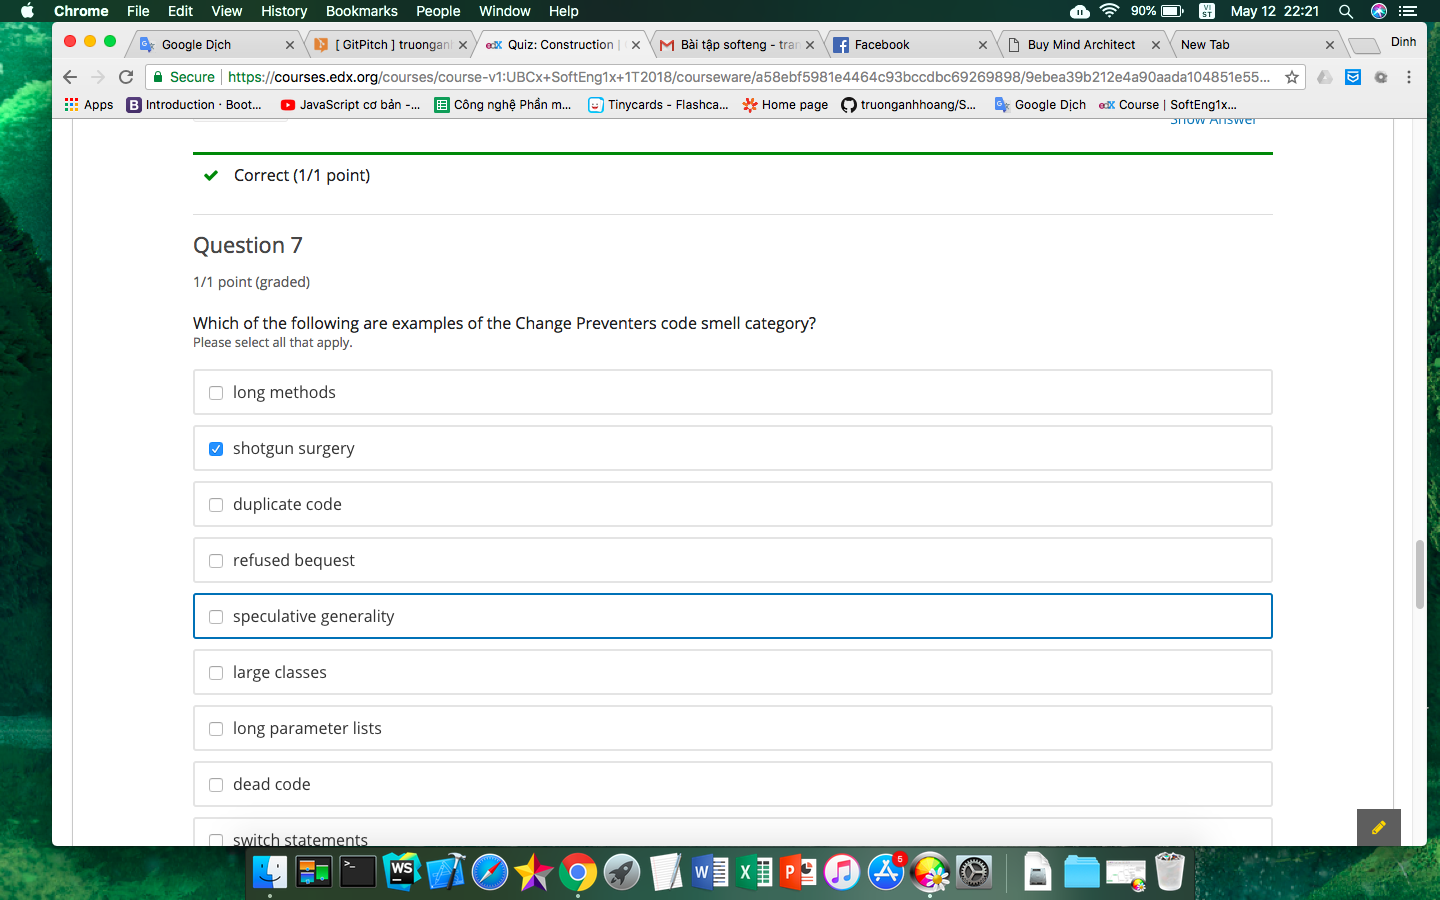 Chrome File Edit View History Bookmarks People Window Help 90% VI ST May 12 22:21
Google Dịch [ GitPitch ] truongan Quiz: Construction | Bài tập softeng - tran Facebook Buy Mind Architect New Tab Dinh
Secure https://courses.edx.org/courses/course-v1:UBCx+SoftEng1x+1T2018/courseware/a58ebf5981e4464c93bccdbc69269898/9ebea39b212e4a90aada104851e55...
Apps Introduction · Boot... JavaScript cơ bản -... Công nghệ Phần m... Tinycards - Flashca... Home page truonganhhoang/S... Google Dịch edX Course | SoftEng1x...
Show Answer
Correct (1/1 point)
Question 7
1/1 point (graded)
Which of the following are examples of the Change Preventers code smell category?
Please select all that apply.
long methods
shotgun surgery
duplicate code
refused bequest
speculative generality
large classes
long parameter lists
dead code
switch statements
WS
5